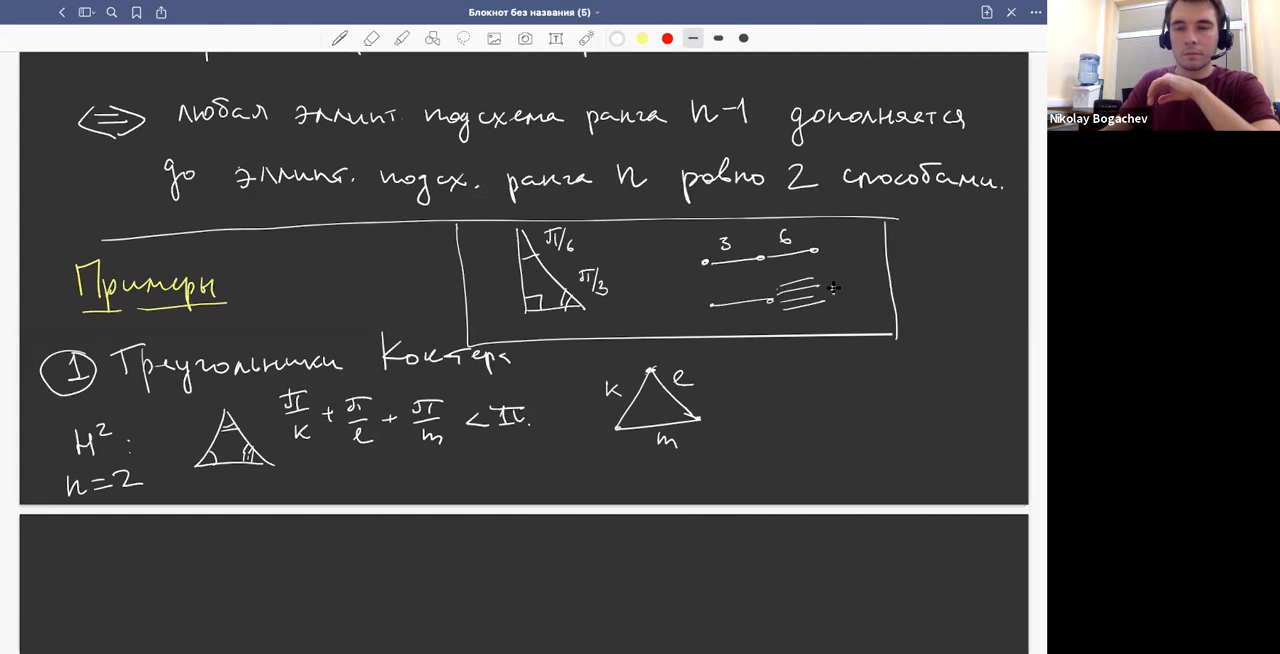 Блокнот без названия (5)
Nikolay Bogachev
<=> любая эллипт. подсхема ранга n-1 дополняется
до эллипт. подсх. ранга n ровно 2 способами.
π/6
π/3
3 6
Примеры
① Треугольники Кокстера
H² :
n=2
π/k + π/l + π/m < π.
k l
m